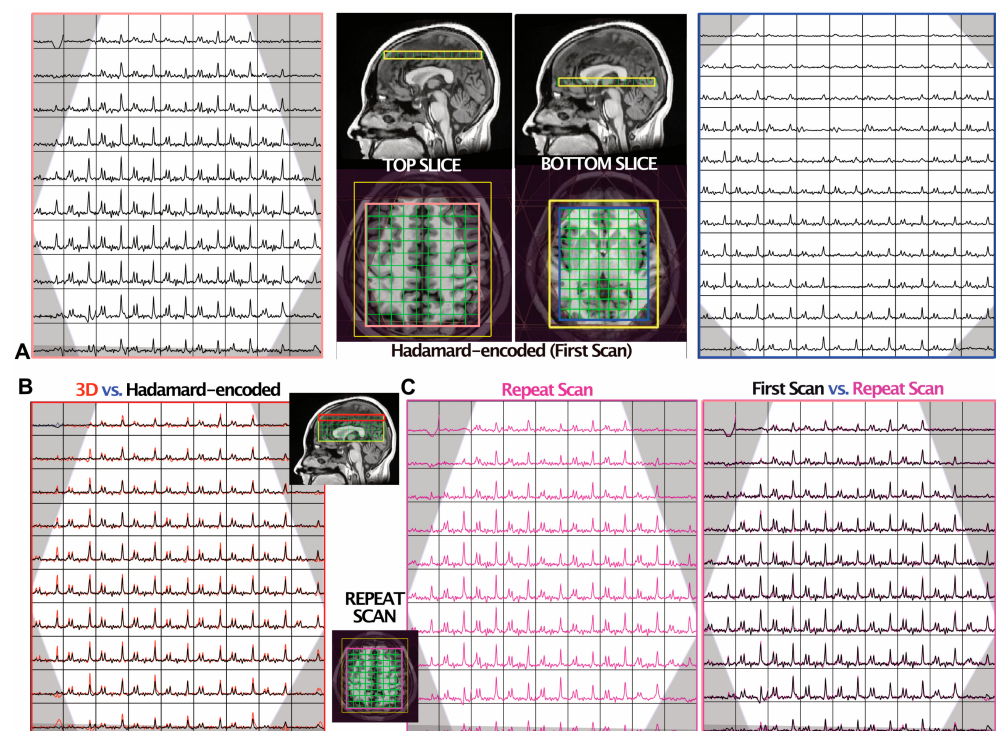 TOP SLICE
BOTTOM SLICE
A
Hadamard-encoded (First Scan)
B
3D vs. Hadamard-encoded
C
Repeat Scan
First Scan vs. Repeat Scan
REPEAT
SCAN